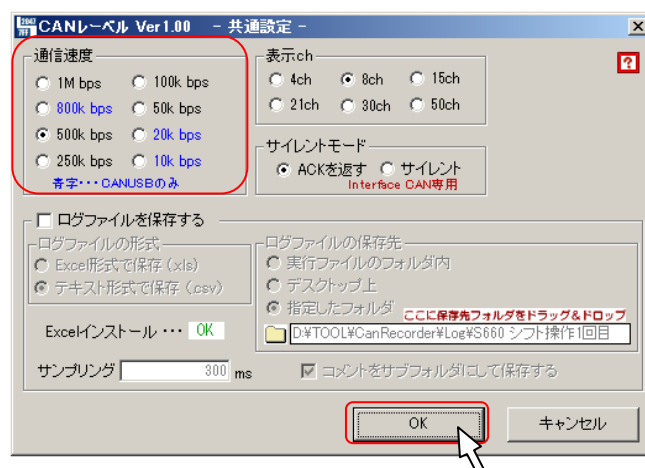 2047
7FF
CANレーベル Ver1.00 － 共通設定 －
通信速度
1M bps 100k bps
800k bps 50k bps
500k bps 20k bps
250k bps 10k bps
青字・・・CANUSBのみ
表示ch
4ch 8ch 15ch
21ch 30ch 50ch
?
サイレントモード
ACKを返す サイレント
Interface CAN専用
ログファイルを保存する
ログファイルの形式
Excel形式で保存 (.xls)
テキスト形式で保存 (.csv)
Excelインストール ・・・ OK
ログファイルの保存先
実行ファイルのフォルダ内
デスクトップ上
指定したフォルダ
ここに保存先フォルダをドラッグ＆ドロップ
D:¥TOOL¥CanRecorder¥Log¥S660 シフト操作1回目
サンプリング 300 ms
コメントをサブフォルダにして保存する
OK キャンセル